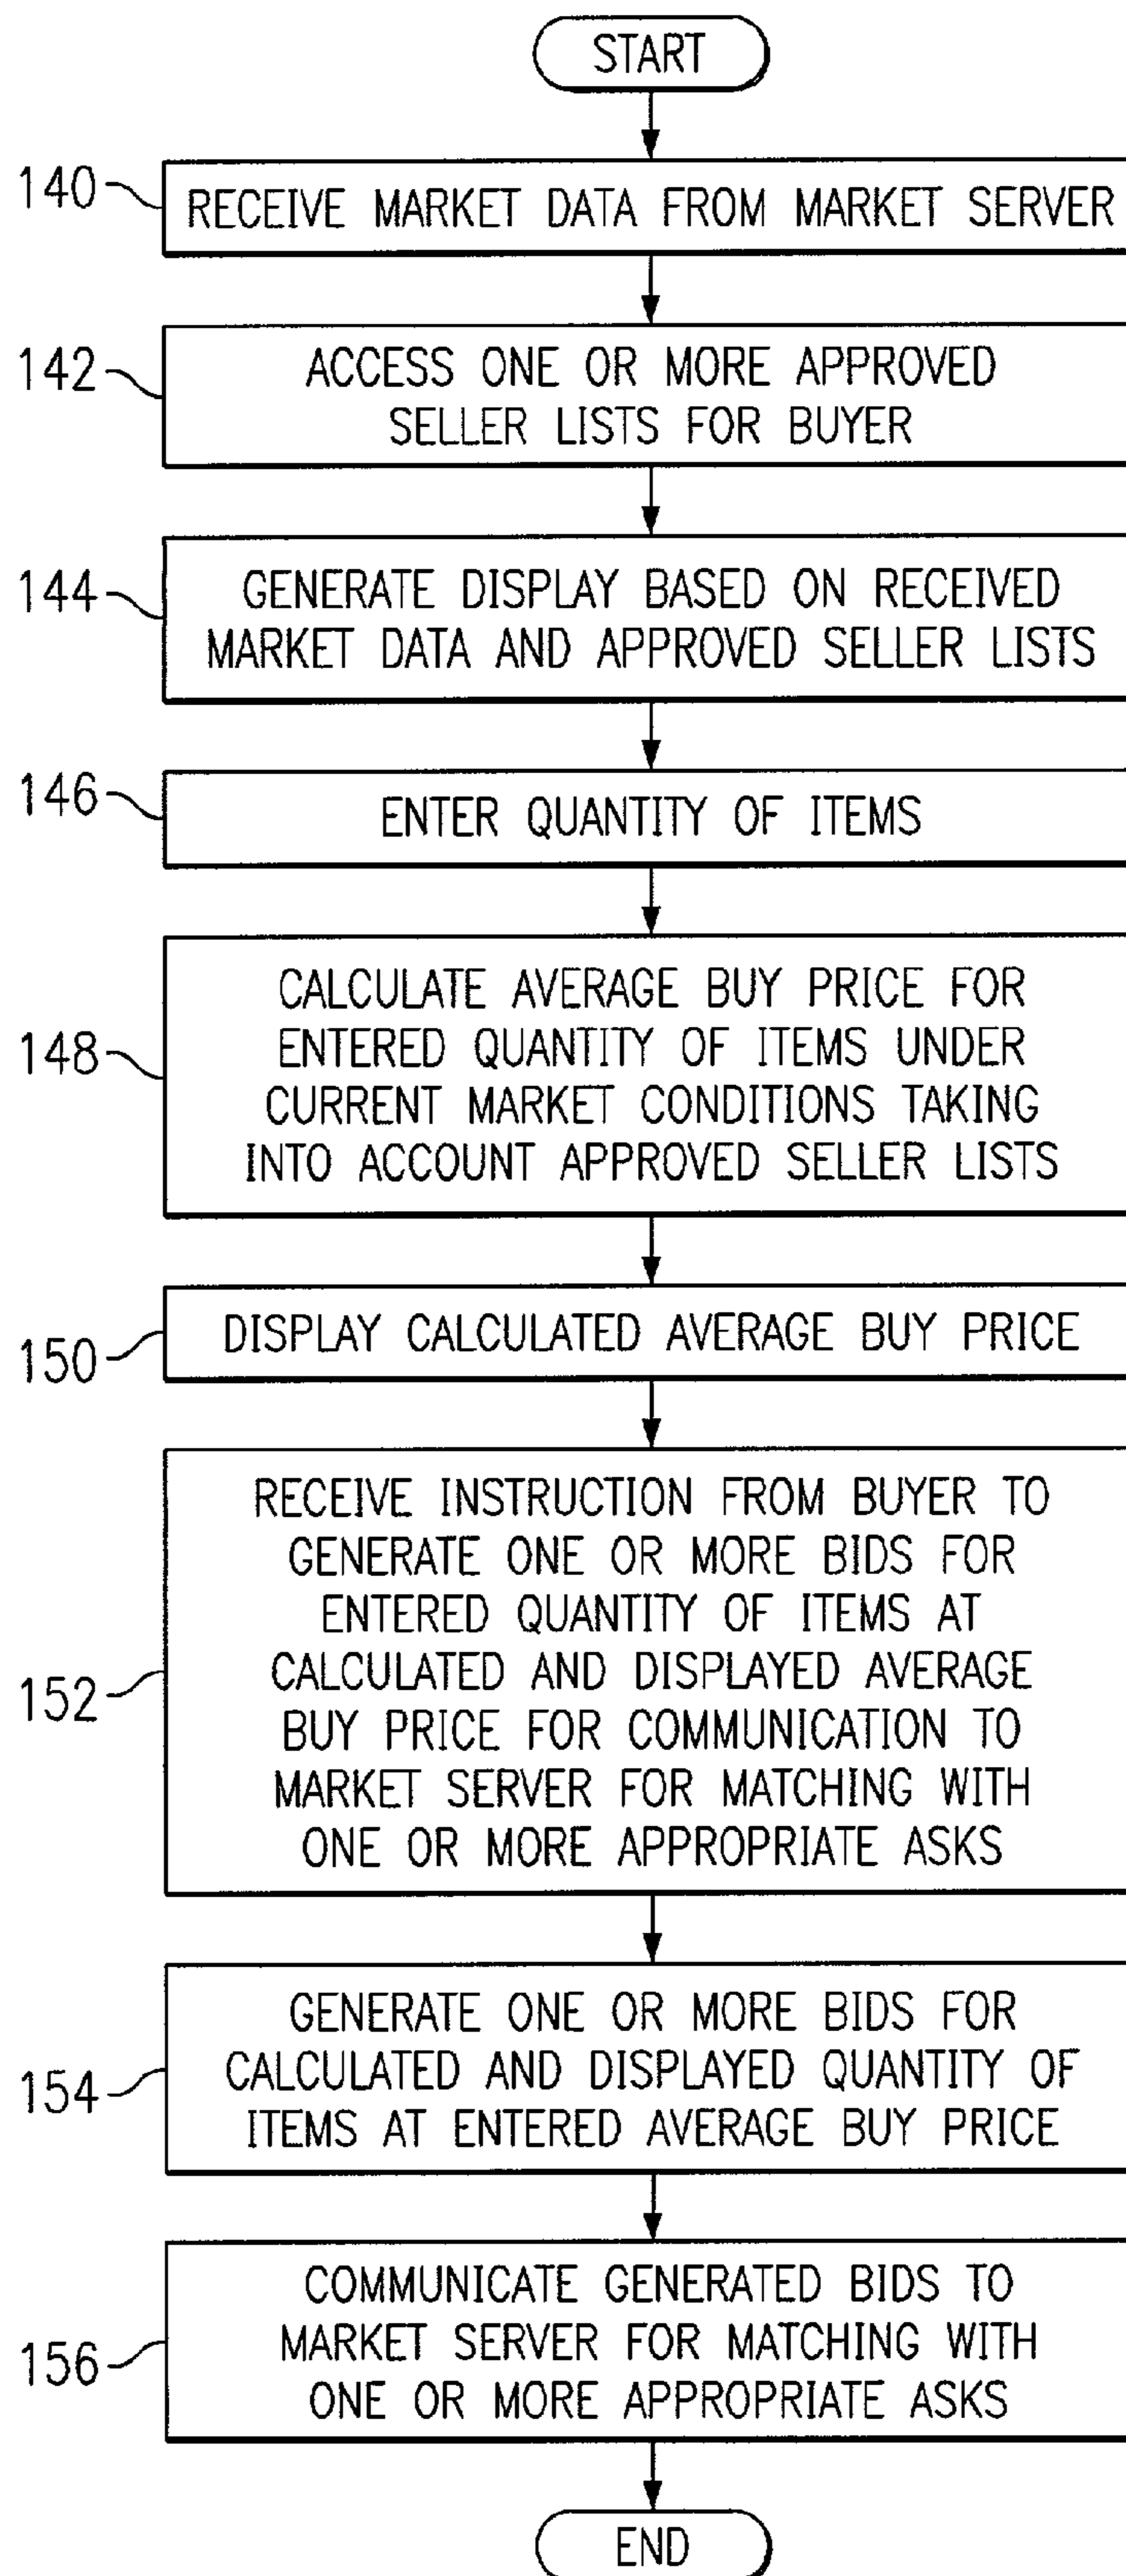 START
140
RECEIVE MARKET DATA FROM MARKET SERVER
142
ACCESS ONE OR MORE APPROVED
SELLER LISTS FOR BUYER
144
GENERATE DISPLAY BASED ON RECEIVED
MARKET DATA AND APPROVED SELLER LISTS
146
ENTER QUANTITY OF ITEMS
148
CALCULATE AVERAGE BUY PRICE FOR
ENTERED QUANTITY OF ITEMS UNDER
CURRENT MARKET CONDITIONS TAKING
INTO ACCOUNT APPROVED SELLER LISTS
150
DISPLAY CALCULATED AVERAGE BUY PRICE
152
RECEIVE INSTRUCTION FROM BUYER TO
GENERATE ONE OR MORE BIDS FOR
ENTERED QUANTITY OF ITEMS AT
CALCULATED AND DISPLAYED AVERAGE
BUY PRICE FOR COMMUNICATION TO
MARKET SERVER FOR MATCHING WITH
ONE OR MORE APPROPRIATE ASKS
154
GENERATE ONE OR MORE BIDS FOR
CALCULATED AND DISPLAYED QUANTITY OF
ITEMS AT ENTERED AVERAGE BUY PRICE
156
COMMUNICATE GENERATED BIDS TO
MARKET SERVER FOR MATCHING WITH
ONE OR MORE APPROPRIATE ASKS
END